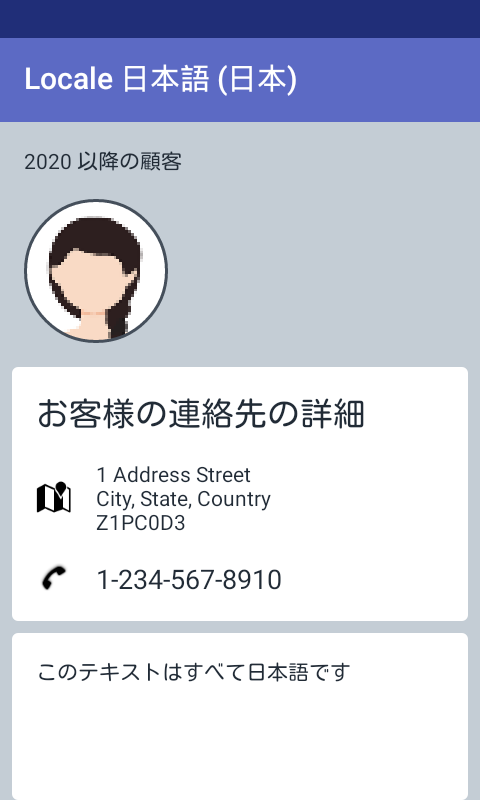 Locale 日本語 (日本)
2020 以降の顧客
お客様の連絡先の詳細
1 Address Street
City, State, Country
Z1PC0D3
1-234-567-8910
このテキストはすべて日本語です